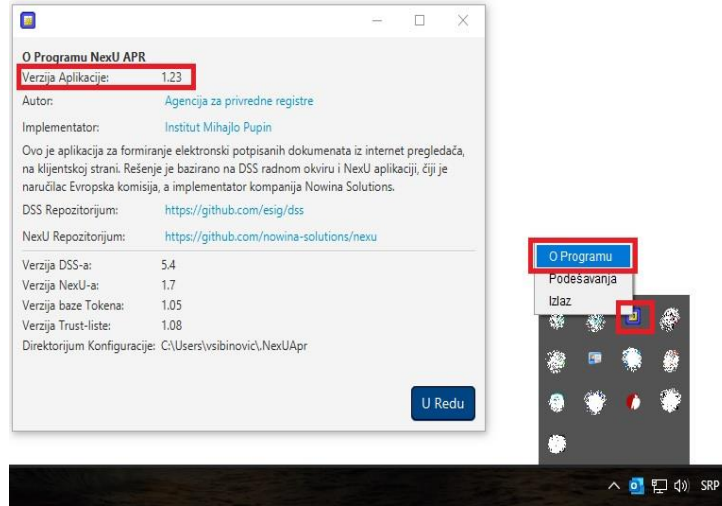 O Programu NexU APR
Verzija Aplikacije: 1.23
Autor: Agencija za privredne registre
Implementator: Institut Mihajlo Pupin
Ovo je aplikacija za formiranje elektronski potpisanih dokumenata iz internet pregledača,
na klijentskoj strani. Rešenje je bazirano na DSS radnom okviru i NexU aplikaciji, čiji je
naručilac Evropska komisija, a implementator kompanija Nowina Solutions.
DSS Repozitorijum: https://github.com/esig/dss
NexU Repozitorijum: https://github.com/nowina-solutions/nexu
Verzija DSS-a: 5.4
Verzija NexU-a: 1.7
Verzija baze Tokena: 1.05
Verzija Trust-liste: 1.08
Direktorijum Konfiguracije: C:\Users\vsibinovic\.NexUApr
U Redu
O Programu
Podešavanja
Izlaz
SRP